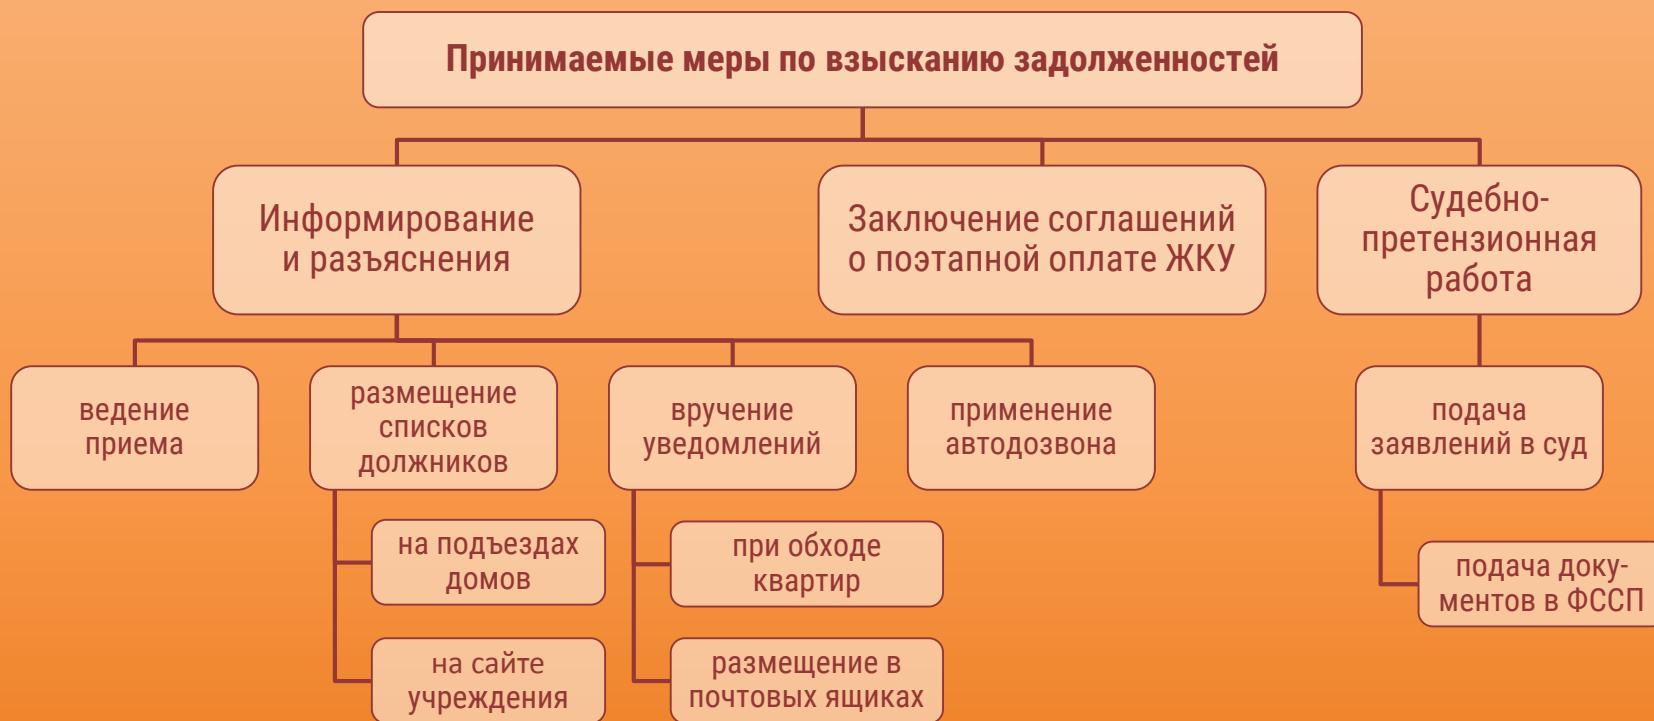 Принимаемые меры по взысканию задолженностей
Информирование
и разъяснения
Заключение соглашений
о поэтапной оплате ЖКУ
Судебно-
претензионная
работа
ведение
приема
размещение
списков
должников
вручение
уведомлений
применение
автодозвона
подача
заявлений в суд
на подъездах
домов
при обходе
квартир
подача доку-
ментов в ФССП
на сайте
учреждения
размещение в
почтовых ящиках